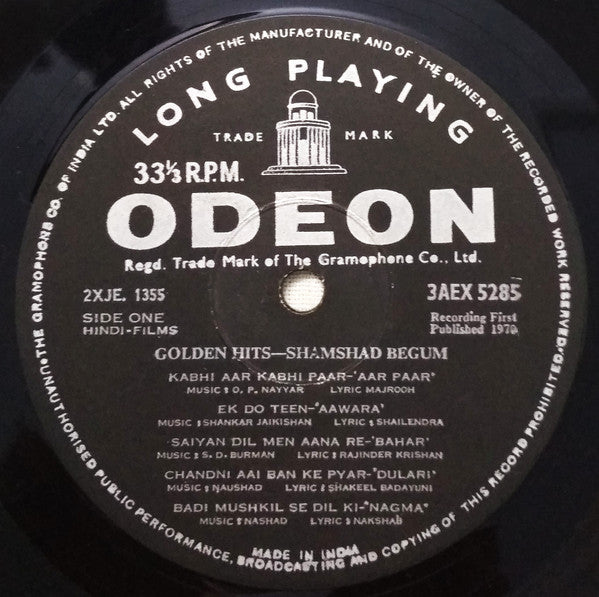 UNAUTHORISED PUBLIC PERFORMANCE, BROADCASTING AND COPYING OF THIS RECORD PROHIBITED. •THE GRAMOPHONE CO. OF INDIA LTD. ALL RIGHTS OF THE MANUFACTURER AND OF THE OWNER OF THE RECORDED WORK RESERVED.
LONG PLAYING
TRADE MARK
33⅓ R.P.M.
ODEON
Regd. Trade Mark of The Gramophone Co., Ltd.
2XJE. 1355
3AEX 5285
SIDE ONE
Recording First
HINDI-FILMS
Published 1970
GOLDEN HITS—SHAMSHAD BEGUM
KABHI AAR KABHI PAAR-'AAR PAAR'
MUSIC : O. P. NAYYAR LYRIC MAJROOH
EK DO TEEN-'AAWARA'
MUSIC : SHANKAR JAIKISHAN LYRIC : SHAILENDRA
SAIYAN DIL MEN AANA RE-'BAHAR'
MUSIC : S. D. BURMAN LYRIC : RAJINDER KRISHAN
CHANDNI AAI BAN KE PYAR-'DULARI'
MUSIC : NAUSHAD LYRIC : SHAKEEL BADAYUNI
BADI MUSHKIL SE DIL KI-'NAGMA'
MUSIC : NASHAD LYRIC : NAKSHAB
MADE IN INDIA